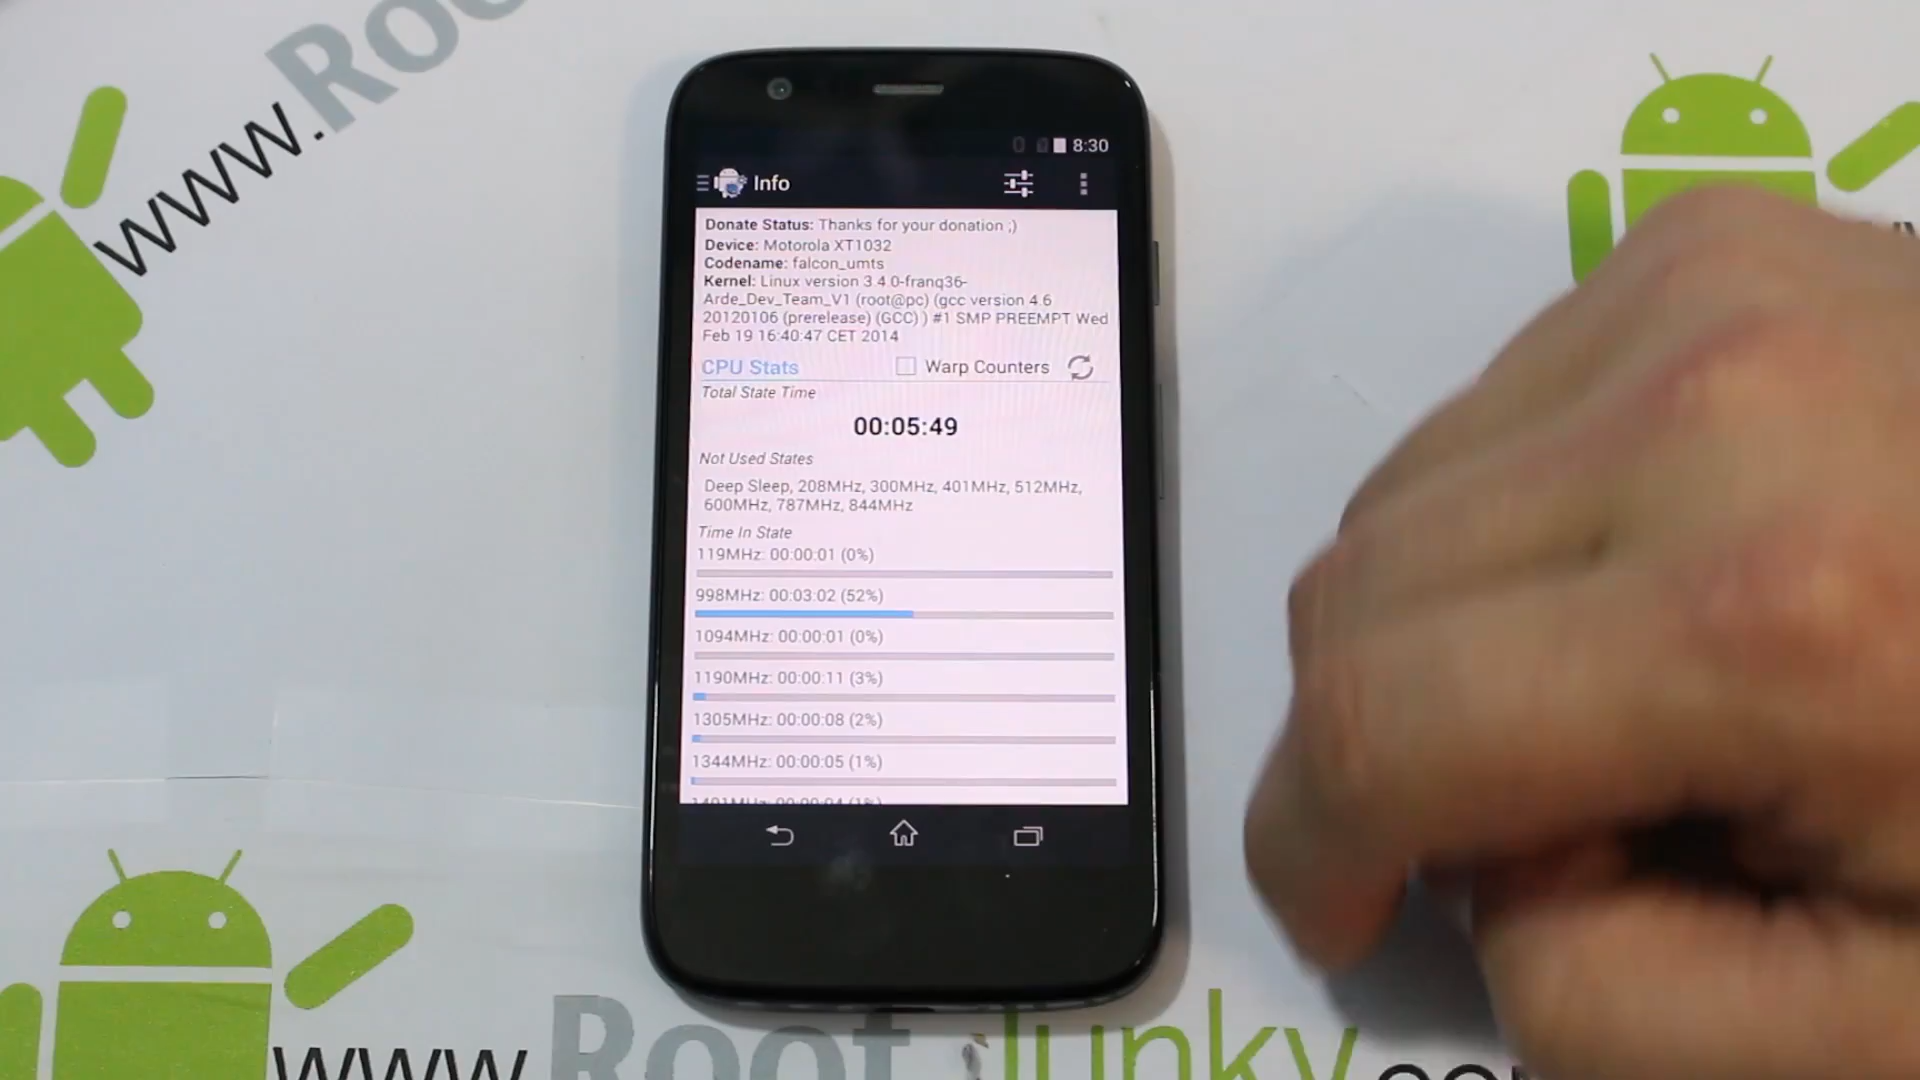 www.Roo
8:30
Info
Donate Status: Thanks for your donation ;)
Device: Motorola XT1032
Codename: falcon_umts
Kernel: Linux version 3.4.0-franq36-
Arde_Dev_Team_V1 (root@pc) (gcc version 4.6
20120106 (prerelease) (GCC) ) #1 SMP PREEMPT Wed
Feb 19 16:40:47 CET 2014
CPU Stats
Warp Counters
Total State Time
00:05:49
Not Used States
Deep Sleep, 208MHz, 300MHz, 401MHz, 512MHz,
600MHz, 787MHz, 844MHz
Time In State
119MHz: 00:00:01 (0%)
998MHz: 00:03:02 (52%)
1094MHz: 00:00:01 (0%)
1190MHz: 00:00:11 (3%)
1305MHz: 00:00:08 (2%)
1344MHz: 00:00:05 (1%)
www.RootJunky.com